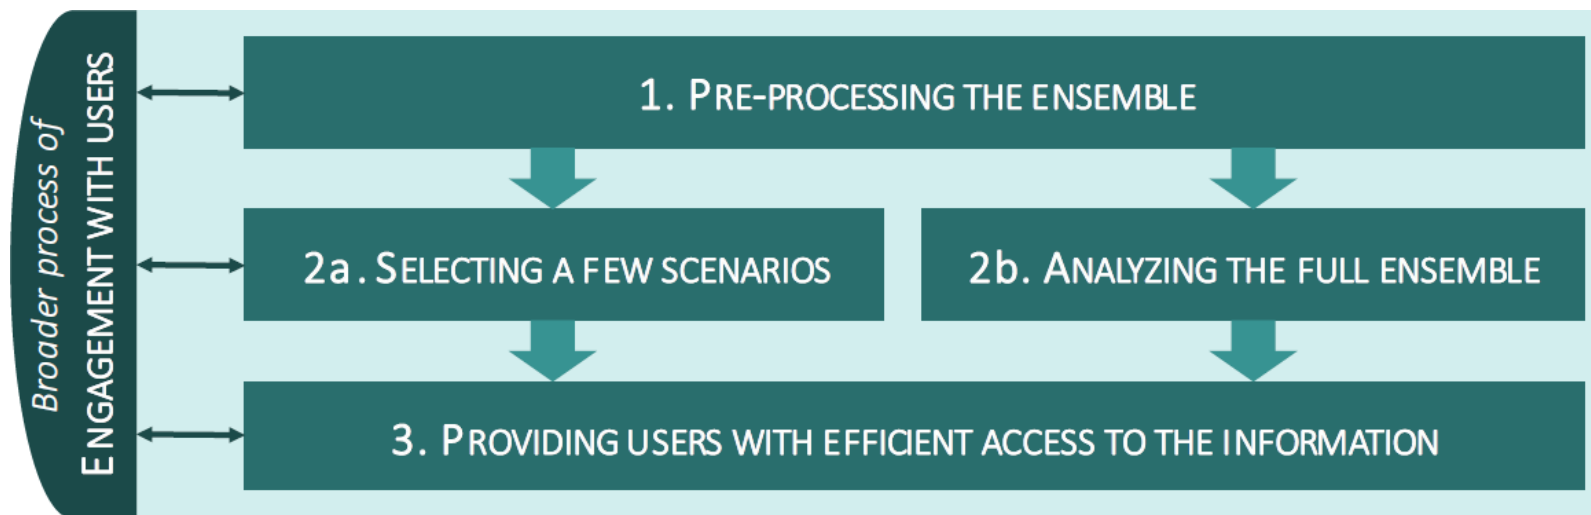 Broader process of
ENGAGEMENT WITH USERS
1. PRE-PROCESSING THE ENSEMBLE
2a. SELECTING A FEW SCENARIOS
2b. ANALYZING THE FULL ENSEMBLE
3. PROVIDING USERS WITH EFFICIENT ACCESS TO THE INFORMATION